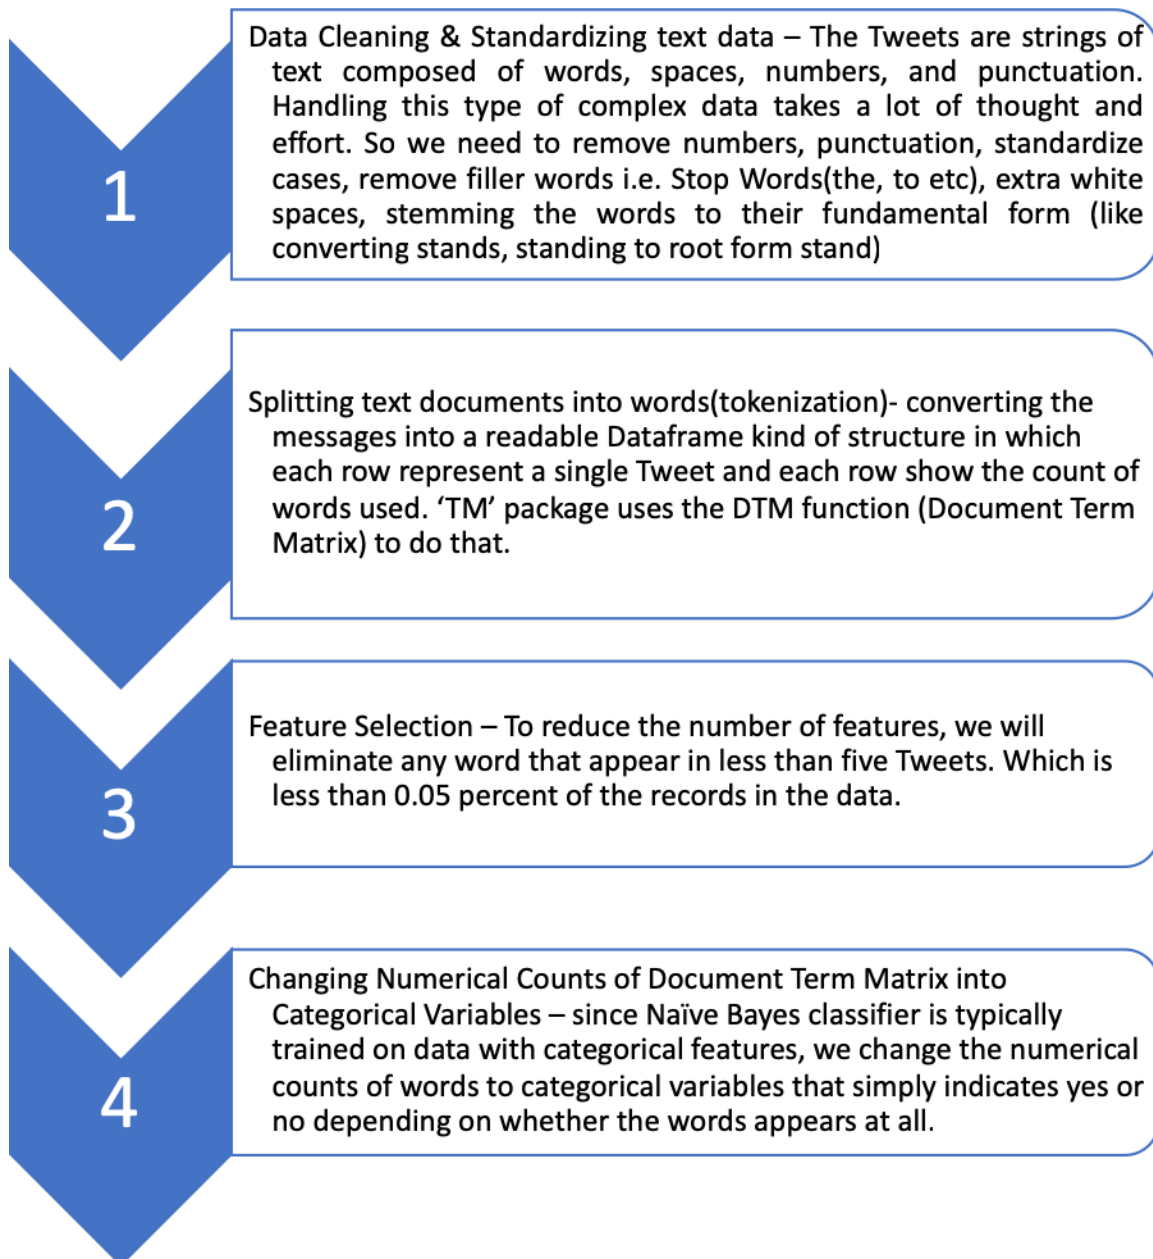 1
Data Cleaning & Standardizing text data – The Tweets are strings of
text composed of words, spaces, numbers, and punctuation.
Handling this type of complex data takes a lot of thought and
effort. So we need to remove numbers, punctuation, standardize
cases, remove filler words i.e. Stop Words(the, to etc), extra white
spaces, stemming the words to their fundamental form (like
converting stands, standing to root form stand)
2
Splitting text documents into words(tokenization)- converting the
messages into a readable Dataframe kind of structure in which
each row represent a single Tweet and each row show the count of
words used. ‘TM’ package uses the DTM function (Document Term
Matrix) to do that.
3
Feature Selection – To reduce the number of features, we will
eliminate any word that appear in less than five Tweets. Which is
less than 0.05 percent of the records in the data.
4
Changing Numerical Counts of Document Term Matrix into
Categorical Variables – since Naïve Bayes classifier is typically
trained on data with categorical features, we change the numerical
counts of words to categorical variables that simply indicates yes or
no depending on whether the words appears at all.